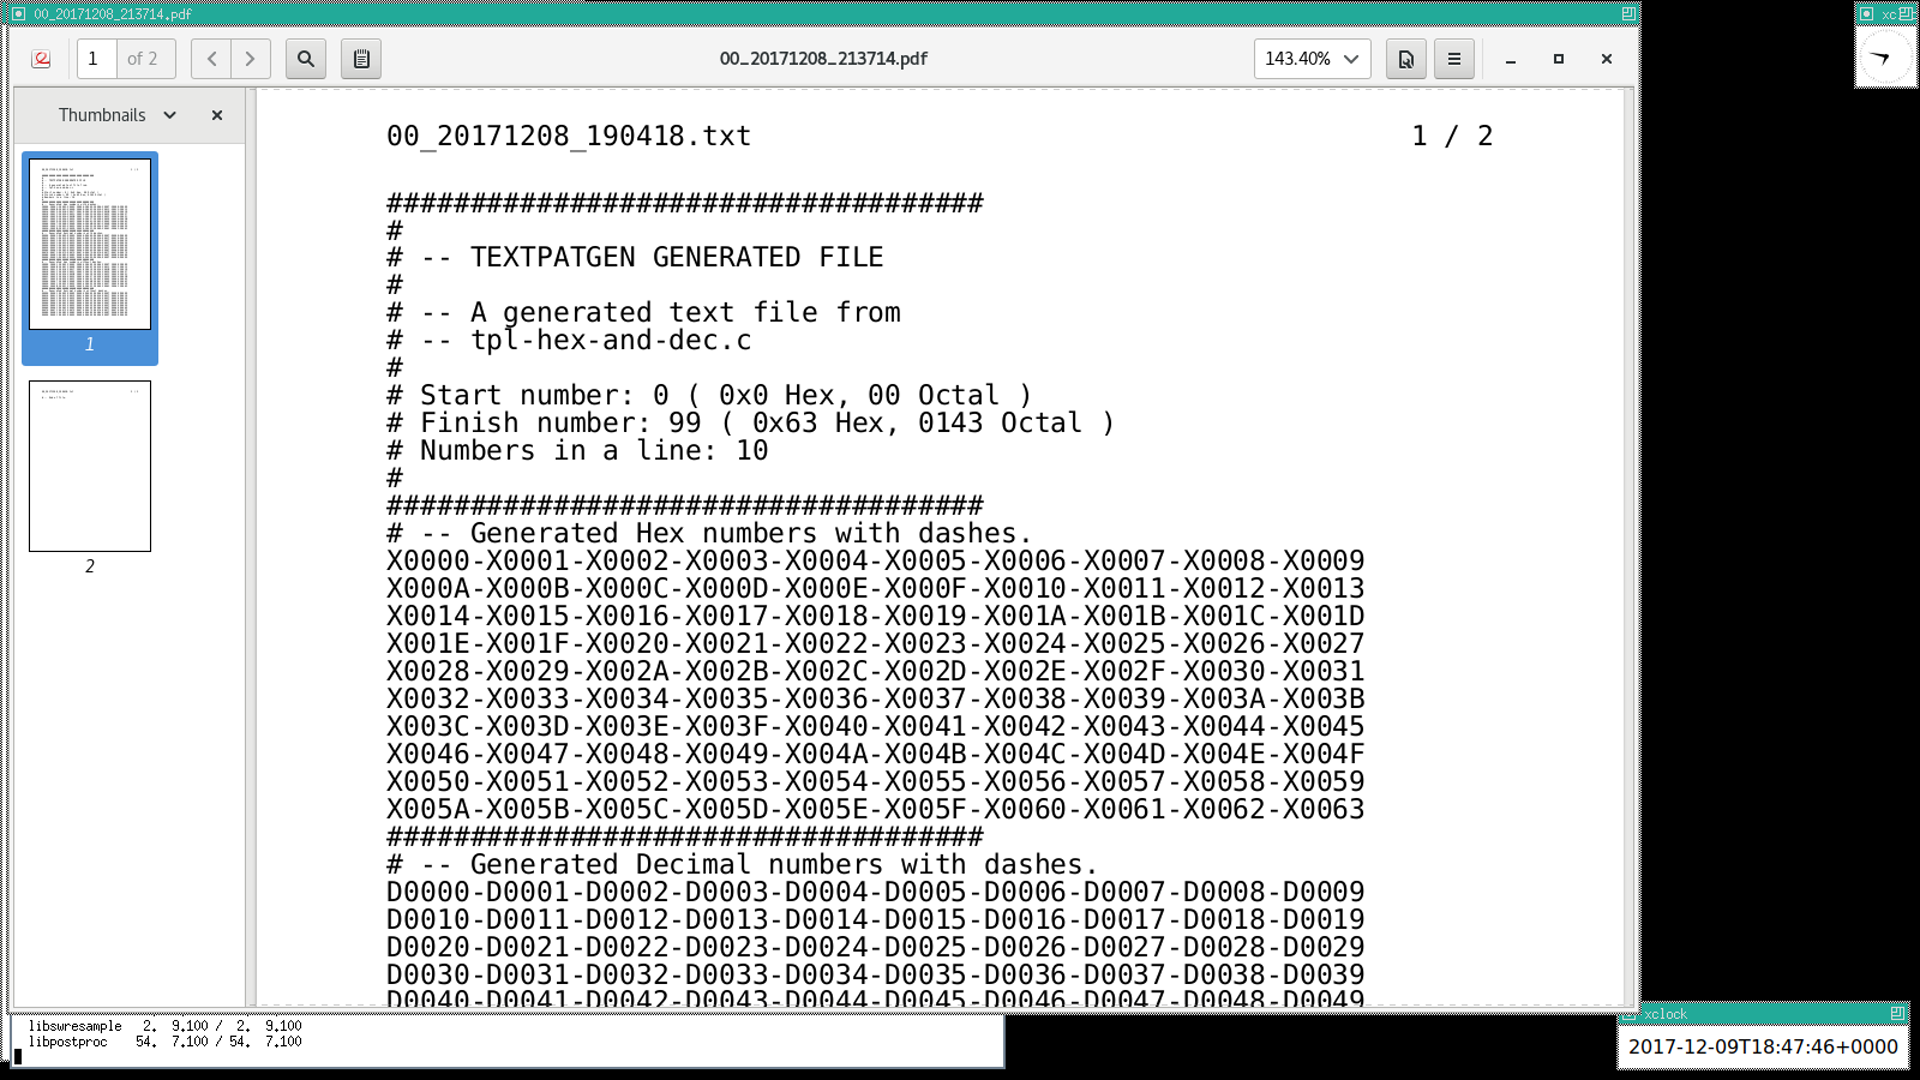 00_20171208_213714.pdf
xc
1 of 2
00_20171208_213714.pdf
143.40%
Thumbnails
1
2
00_20171208_190418.txt 1 / 2
####################################
#
# -- TEXTPATGEN GENERATED FILE
#
# -- A generated text file from
# -- tpl-hex-and-dec.c
#
# Start number: 0 ( 0x0 Hex, 00 Octal )
# Finish number: 99 ( 0x63 Hex, 0143 Octal )
# Numbers in a line: 10
#
####################################
# -- Generated Hex numbers with dashes.
X0000-X0001-X0002-X0003-X0004-X0005-X0006-X0007-X0008-X0009
X000A-X000B-X000C-X000D-X000E-X000F-X0010-X0011-X0012-X0013
X0014-X0015-X0016-X0017-X0018-X0019-X001A-X001B-X001C-X001D
X001E-X001F-X0020-X0021-X0022-X0023-X0024-X0025-X0026-X0027
X0028-X0029-X002A-X002B-X002C-X002D-X002E-X002F-X0030-X0031
X0032-X0033-X0034-X0035-X0036-X0037-X0038-X0039-X003A-X003B
X003C-X003D-X003E-X003F-X0040-X0041-X0042-X0043-X0044-X0045
X0046-X0047-X0048-X0049-X004A-X004B-X004C-X004D-X004E-X004F
X0050-X0051-X0052-X0053-X0054-X0055-X0056-X0057-X0058-X0059
X005A-X005B-X005C-X005D-X005E-X005F-X0060-X0061-X0062-X0063
####################################
# -- Generated Decimal numbers with dashes.
D0000-D0001-D0002-D0003-D0004-D0005-D0006-D0007-D0008-D0009
D0010-D0011-D0012-D0013-D0014-D0015-D0016-D0017-D0018-D0019
D0020-D0021-D0022-D0023-D0024-D0025-D0026-D0027-D0028-D0029
D0030-D0031-D0032-D0033-D0034-D0035-D0036-D0037-D0038-D0039
D0040-D0041-D0042-D0043-D0044-D0045-D0046-D0047-D0048-D0049
libswresample 2. 9.100 / 2. 9.100
libpostproc 54. 7.100 / 54. 7.100
xclock
2017-12-09T18:47:46+0000